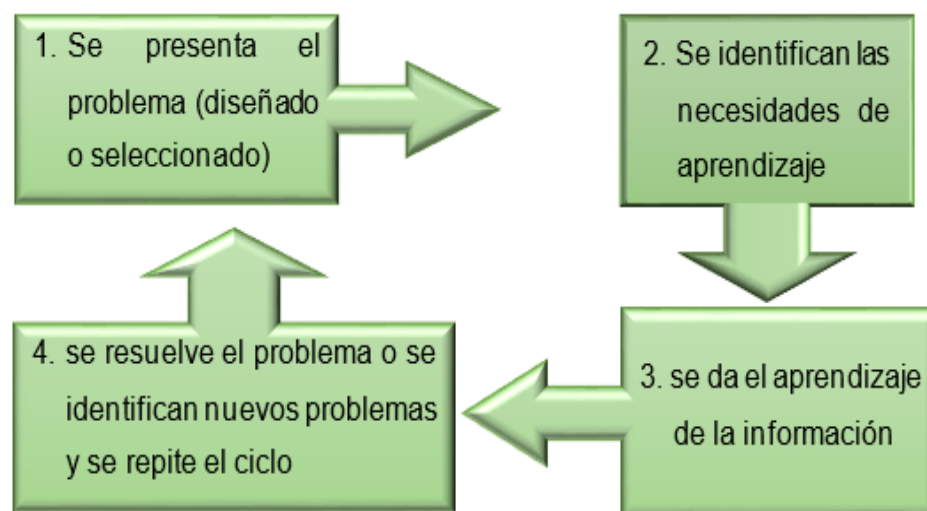 1. Se presenta el
problema (diseñado
o seleccionado)
2. Se identifican las
necesidades de
aprendizaje
3. se da el aprendizaje
de la información
4. se resuelve el problema o se
identifican nuevos problemas
y se repite el ciclo